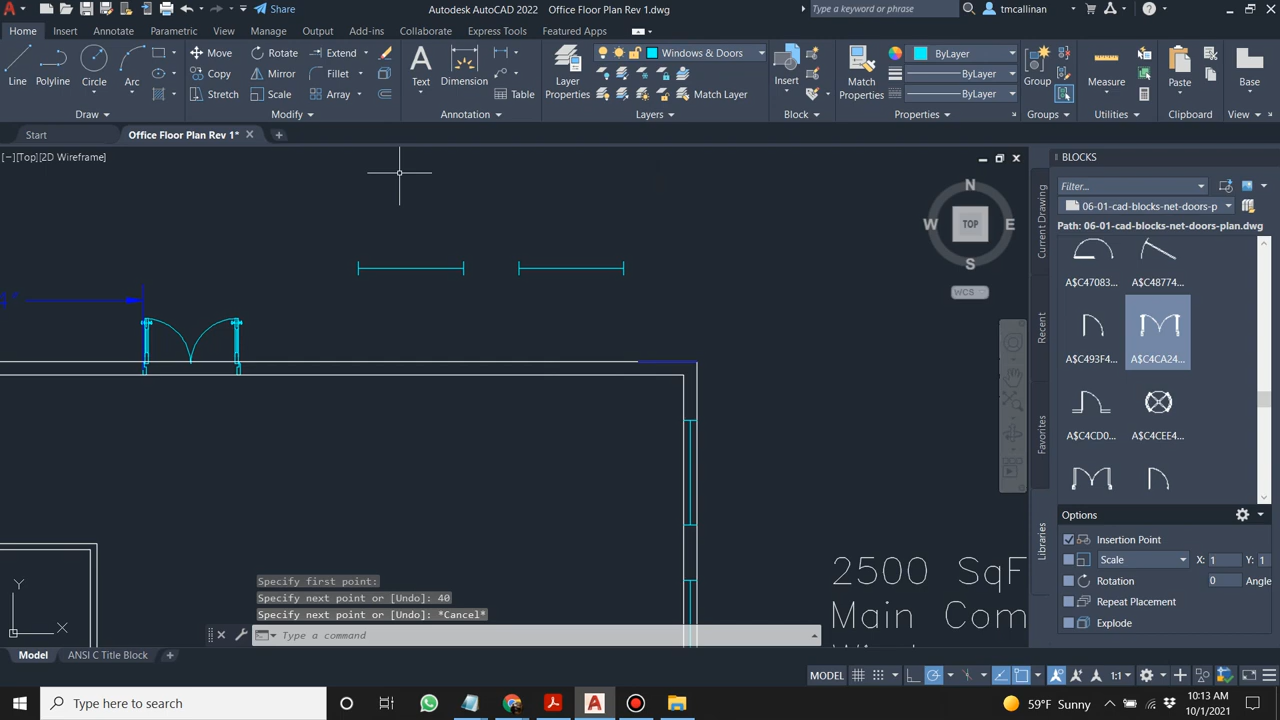 Share
Autodesk AutoCAD 2022 Office Floor Plan Rev 1.dwg
Type a keyword or phrase
tmcallinan
Home Insert Annotate Parametric View Manage Output Add-ins Collaborate Express Tools Featured Apps
Line Polyline Circle Arc
Move Rotate Extend
Copy Mirror Fillet
Stretch Scale Array
Text Dimension
Table
Layer Properties
Windows & Doors
Match Layer
Insert
Match Properties
ByLayer
ByLayer
ByLayer
Group
Measure
Paste
Base
Draw Modify Annotation Layers Block Properties Groups Utilities Clipboard View
Start Office Floor Plan Rev 1*
[−][Top][2D Wireframe]
N
W TOP E
S
WCS
BLOCKS
Filter...
06-01-cad-blocks-net-doors-p
Path: 06-01-cad-blocks-net-doors-plan.dwg
A$C47083... A$C48774...
A$C493F4... A$C4CA24...
A$C4CD0... A$C4CEE4...
Current Drawing
Recent
Favorites
Libraries
Options
Insertion Point
Scale X: 1 Y: 1
Rotation 0 Angle
Repeat Placement
Explode
2500 SqF
Main Com
Y
X
Specify first point:
Specify next point or [Undo]: 40
Specify next point or [Undo]: *Cancel*
Type a command
Model ANSI C Title Block
MODEL 1:1
Type here to search
59°F Sunny
10:13 AM
10/1/2021